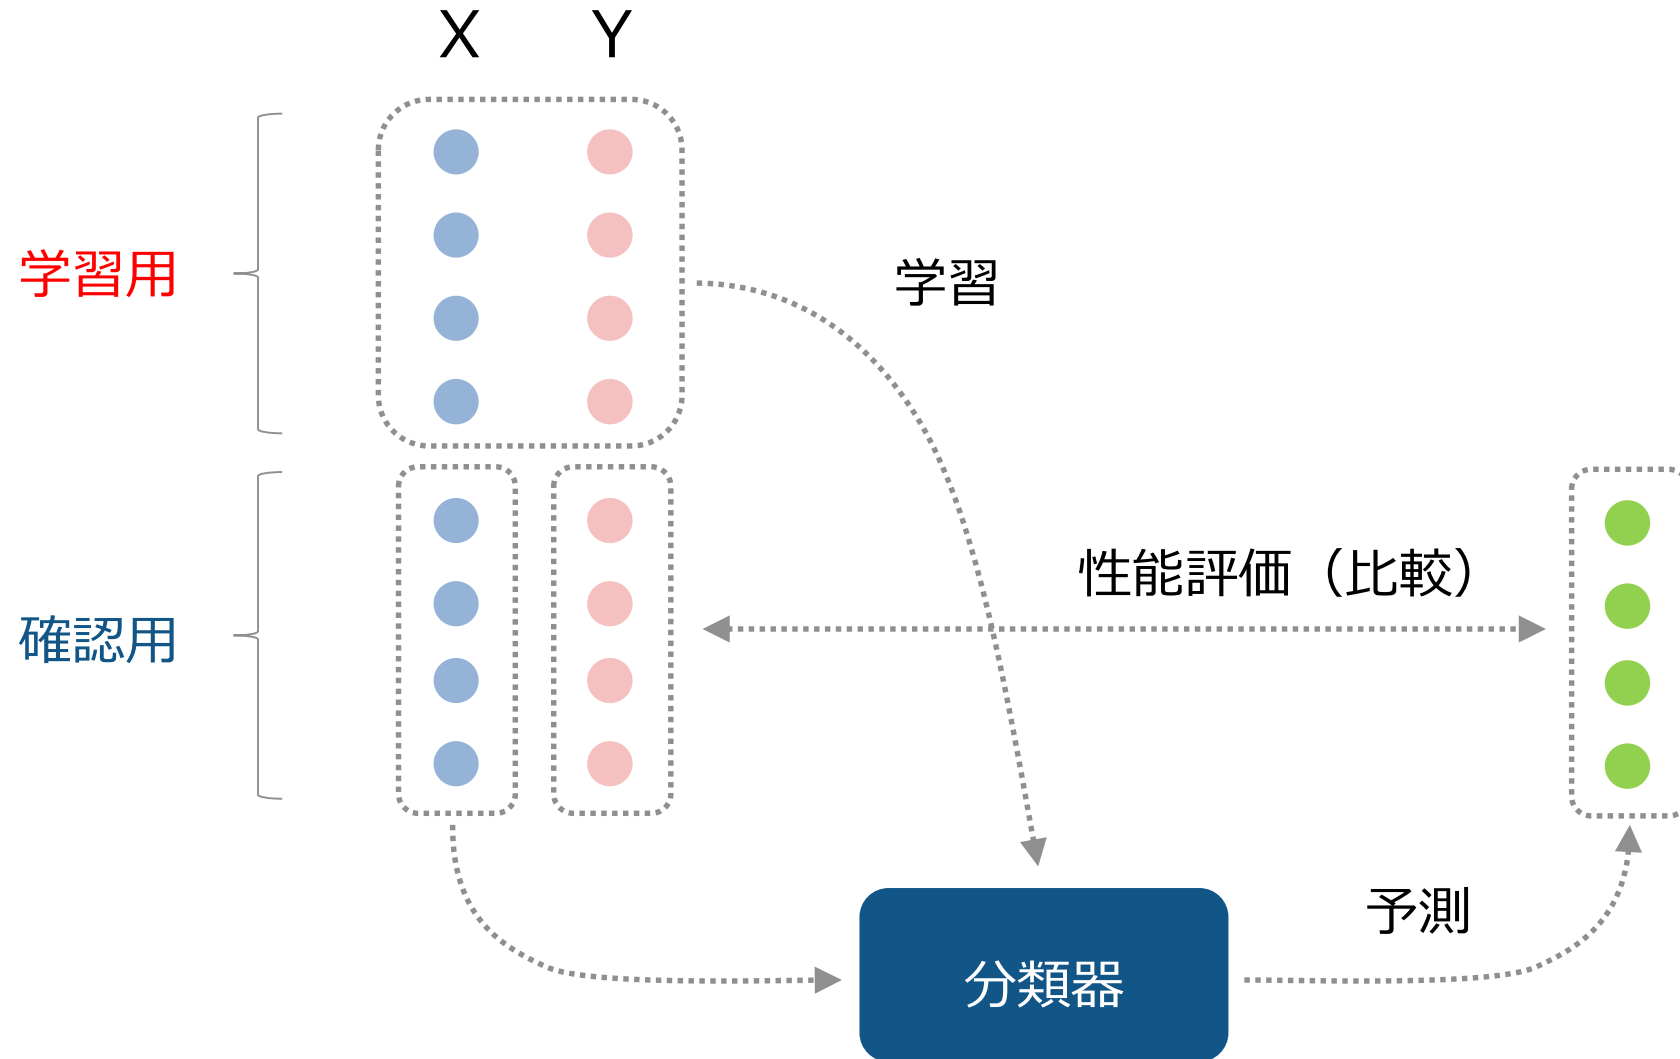 X Y
学習用
学習
性能評価（比較）
確認用
予測
分類器